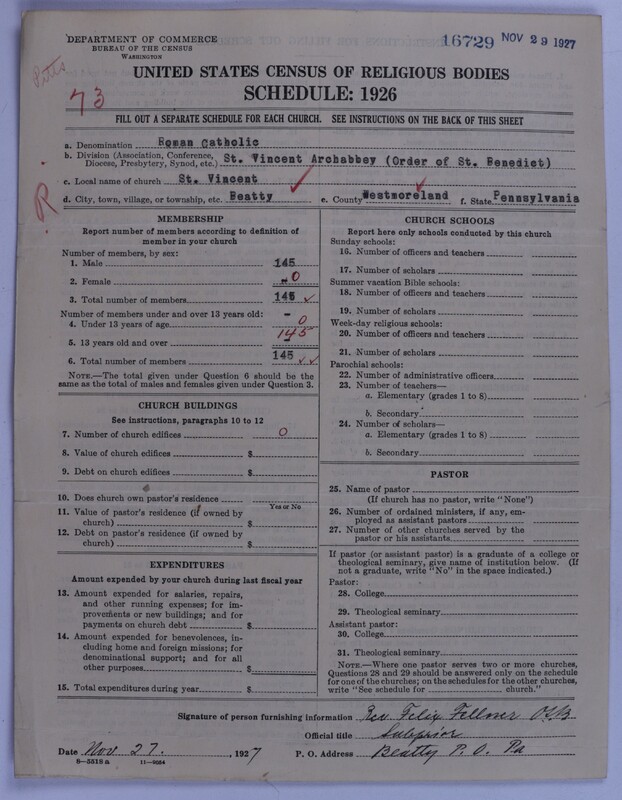 DEPARTMENT OF COMMERCE
BUREAU OF THE CENSUS
WASHINGTON
16729 NOV 29 1927
Pitts
73
R
UNITED STATES CENSUS OF RELIGIOUS BODIES
SCHEDULE: 1926
FILL OUT A SEPARATE SCHEDULE FOR EACH CHURCH. SEE INSTRUCTIONS ON THE BACK OF THIS SHEET
a. Denomination Roman Catholic
b. Division (Association, Conference, Diocese, Presbytery, Synod, etc.) St. Vincent Archabbey (Order of St. Benedict)
c. Local name of church St. Vincent
d. City, town, village, or township, etc. Beatty e. County Westmoreland f. State Pennsylvania
MEMBERSHIP
Report number of members according to definition of
member in your church
Number of members, by sex:
1. Male 145
2. Female 0
3. Total number of members 145 ✓
Number of members under and over 13 years old:
4. Under 13 years of age 0
5. 13 years old and over 145
6. Total number of members 145 ✓✓
NOTE.—The total given under Question 6 should be
same as the total of males and females given under Question 3.
CHURCH BUILDINGS
See instructions, paragraphs 10 to 12
7. Number of church edifices 0
8. Value of church edifices $
9. Debt on church edifices $
10. Does church own pastor's residence
Yes or No
11. Value of pastor's residence (if owned by
church) $
12. Debt on pastor's residence (if owned by
church) $
EXPENDITURES
Amount expended by your church during last fiscal year
13. Amount expended for salaries, repairs,
and other running expenses; for im-
provements or new buildings; and for
payments on church debt $
14. Amount expended for benevolences, in-
cluding home and foreign missions; for
denominational support; and for all
other purposes $
15. Total expenditures during year $
CHURCH SCHOOLS
Report here only schools conducted by this church
Sunday schools:
16. Number of officers and teachers
17. Number of scholars
Summer vacation Bible schools:
18. Number of officers and teachers
19. Number of scholars
Week-day religious schools:
20. Number of officers and teachers
21. Number of scholars
Parochial schools:
22. Number of administrative officers
23. Number of teachers—
a. Elementary (grades 1 to 8)
b. Secondary
24. Number of scholars—
a. Elementary (grades 1 to 8)
b. Secondary
PASTOR
25. Name of pastor
(If church has no pastor, write "None")
26. Number of ordained ministers, if any, em-
ployed as assistant pastors
27. Number of other churches served by the
pastor or his assistants
If pastor (or assistant pastor) is a graduate of a college or
theological seminary, give name of institution below. (If
not a graduate, write "No" in the space indicated.)
Pastor:
28. College
29. Theological seminary
Assistant pastor:
30. College
31. Theological seminary
NOTE.—Where one pastor serves two or more churches,
Questions 28 and 29 should be answered only on the schedule
for one of the churches; on the schedules for the other churches,
write "See schedule for church."
Signature of person furnishing information Rev Felix Fellner OSB
Official title Subprior
Date Nov 27, 1927 P. O. Address Beatty P. O. Pa
8—5518 a 11—9084